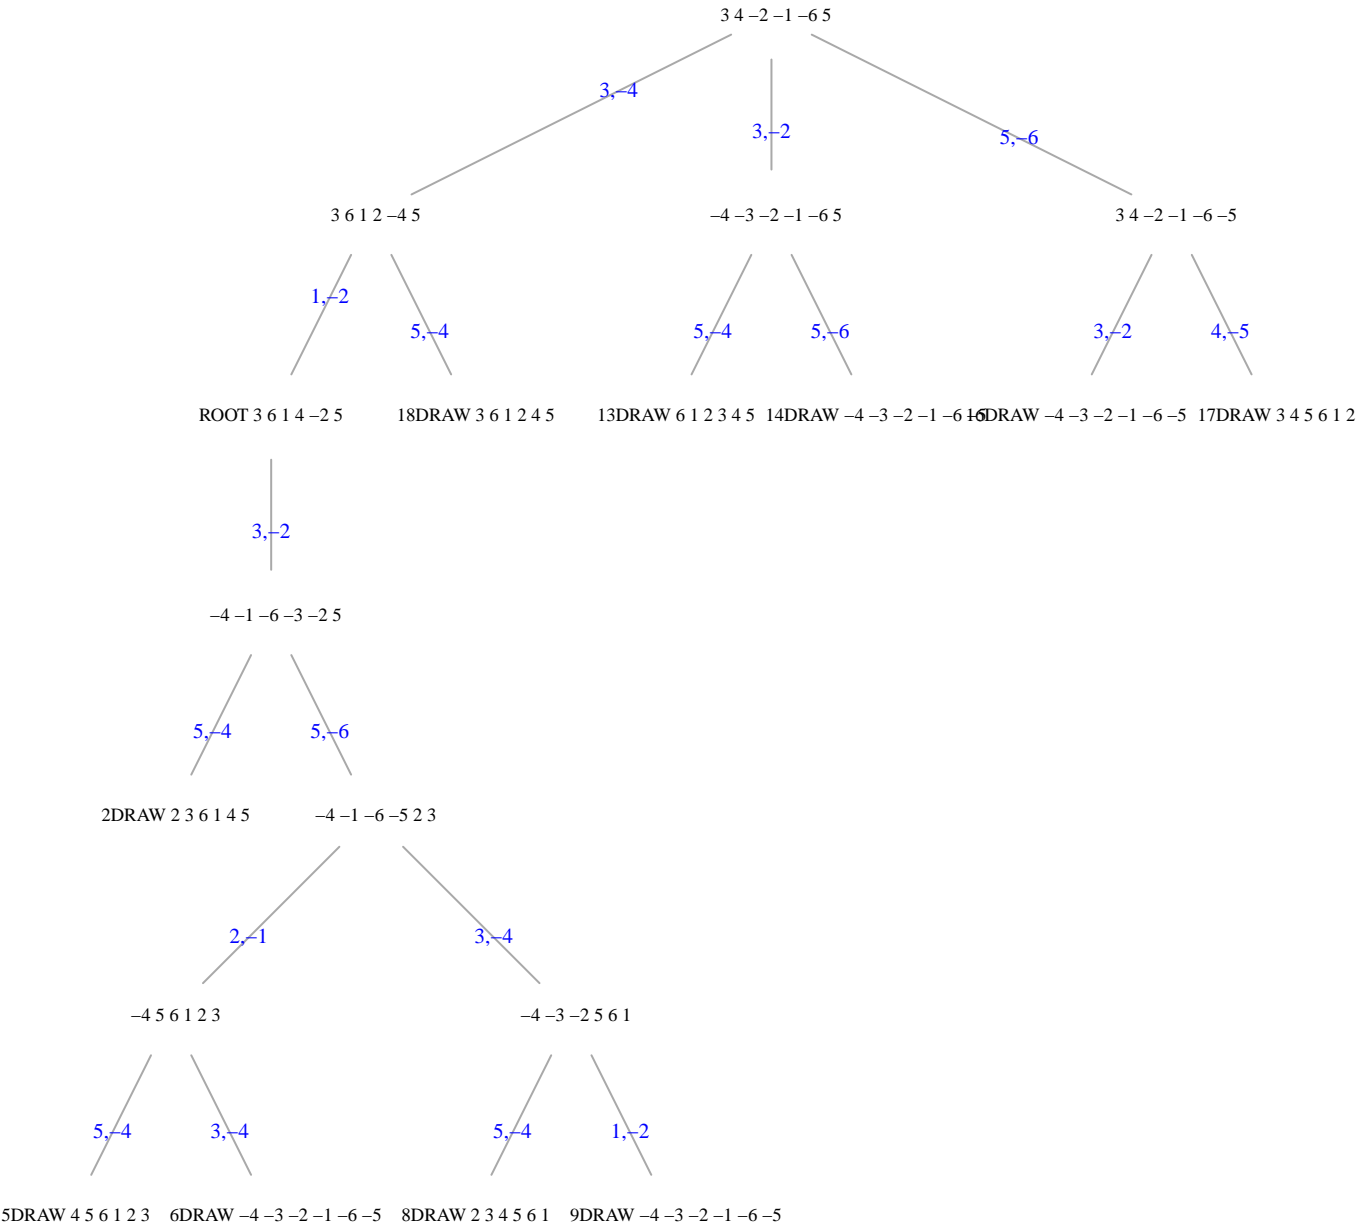 3 4 –2 –1 –6 5
3,–4
3,–2
5,–6
3 6 1 2 –4 5
–4 –3 –2 –1 –6 5
3 4 –2 –1 –6 –5
1,–2
5,–4
5,–4
5,–6
3,–2
4,–5
ROOT 3 6 1 4 –2 5
18DRAW 3 6 1 2 4 5
13DRAW 6 1 2 3 4 5
14DRAW –4 –3 –2 –1 –6 –5
DRAW –4 –3 –2 –1 –6 –5
17DRAW 3 4 5 6 1 2
3,–2
–4 –1 –6 –3 –2 5
5,–4
5,–6
2DRAW 2 3 6 1 4 5
–4 –1 –6 –5 2 3
2,–1
3,–4
–4 5 6 1 2 3
–4 –3 –2 5 6 1
5,–4
3,–4
5,–4
1,–2
5DRAW 4 5 6 1 2 3
6DRAW –4 –3 –2 –1 –6 –5
8DRAW 2 3 4 5 6 1
9DRAW –4 –3 –2 –1 –6 –5